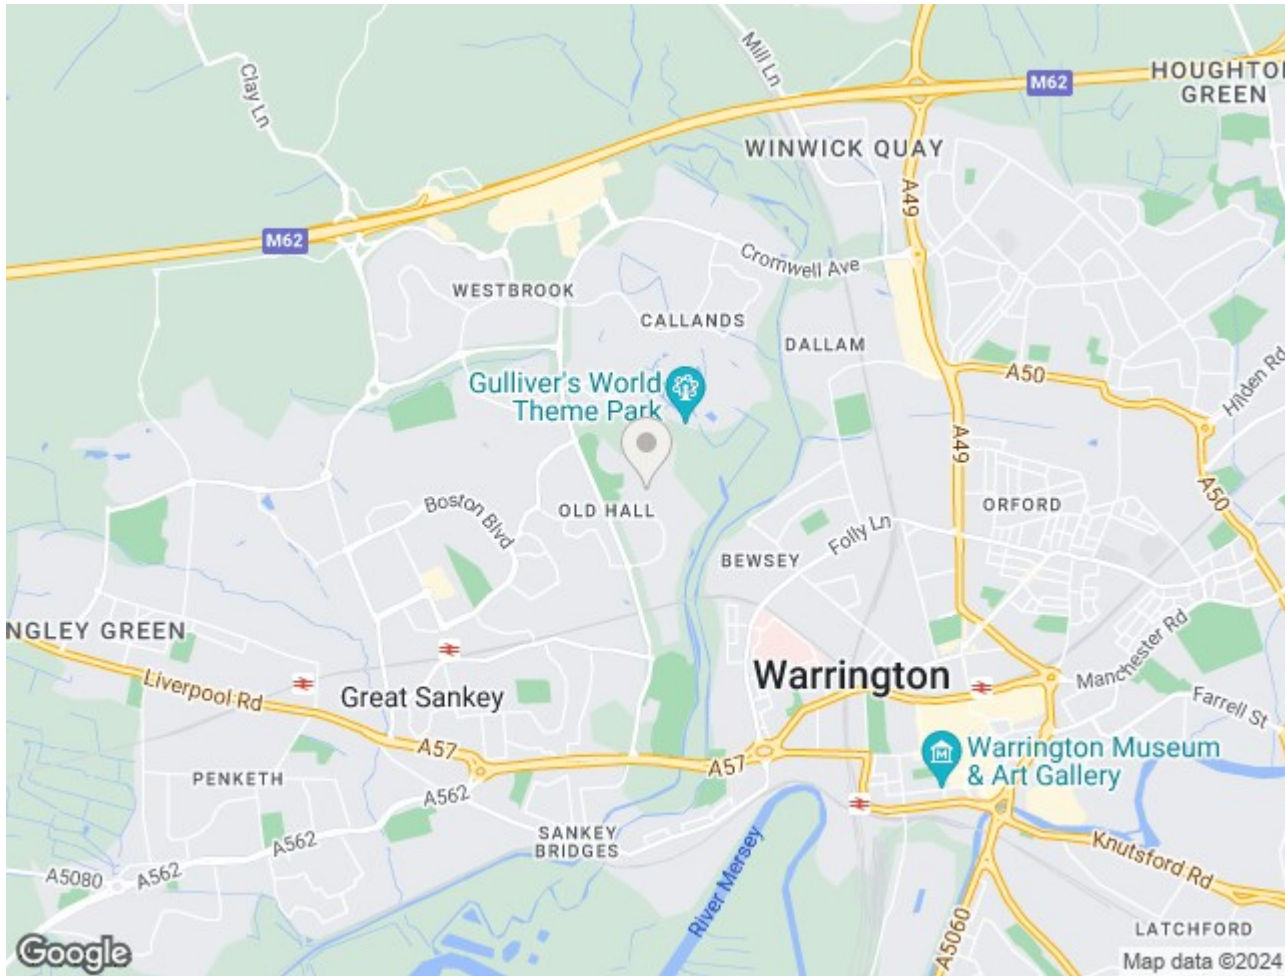 Clay Ln
Mill Ln
M62
HOUGHTON
GREEN
WINWICK QUAY
A49
M62
Cromwell Ave
WESTBROOK
CALLANDS
DALLAM
Gulliver's World
Theme Park
A50
Hilden Rd
A49
A50
Boston Blvd
OLD HALL
ORFORD
Folly Ln
BEWSEY
NGLEY GREEN
Manchester Rd
Warrington
Liverpool Rd
Great Sankey
Farrell St
A57
A57
Warrington Museum
& Art Gallery
PENKETH
A562
SANKEY
BRIDGES
A562
A5080
A562
River Mersey
Knutsford Rd
A5060
LATCHFORD
Google
Map data ©2024